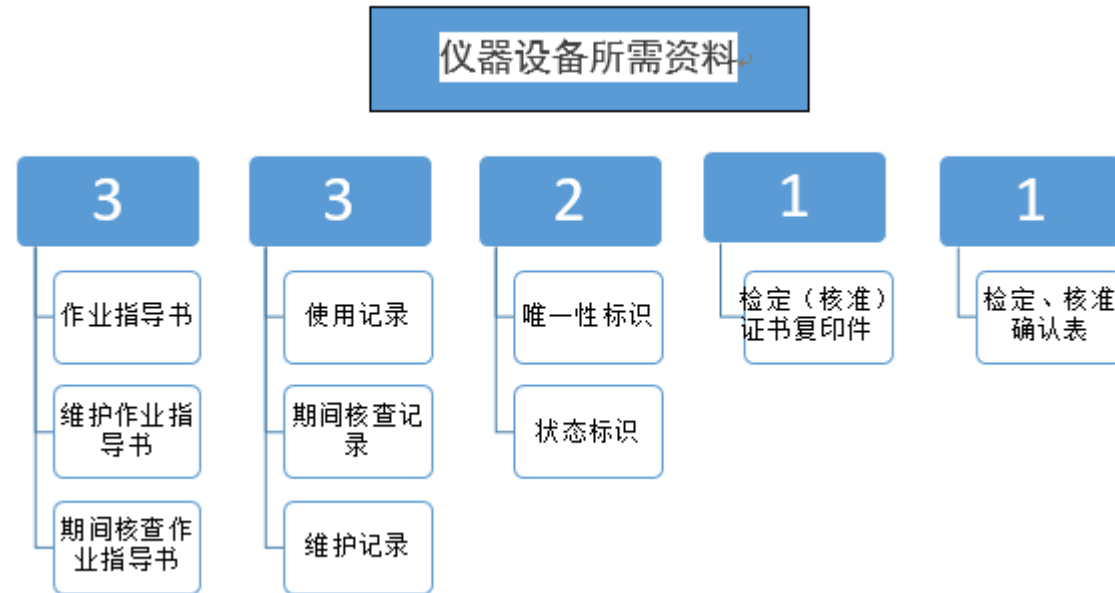 仪器设备所需资料
3
3
2
1
1
作业指导书
使用记录
唯一性标识
检定（核准）
证书复印件
检定、核准
确认表
维护作业指
导书
期间核查记
录
状态标识
期间核查作
业指导书
维护记录